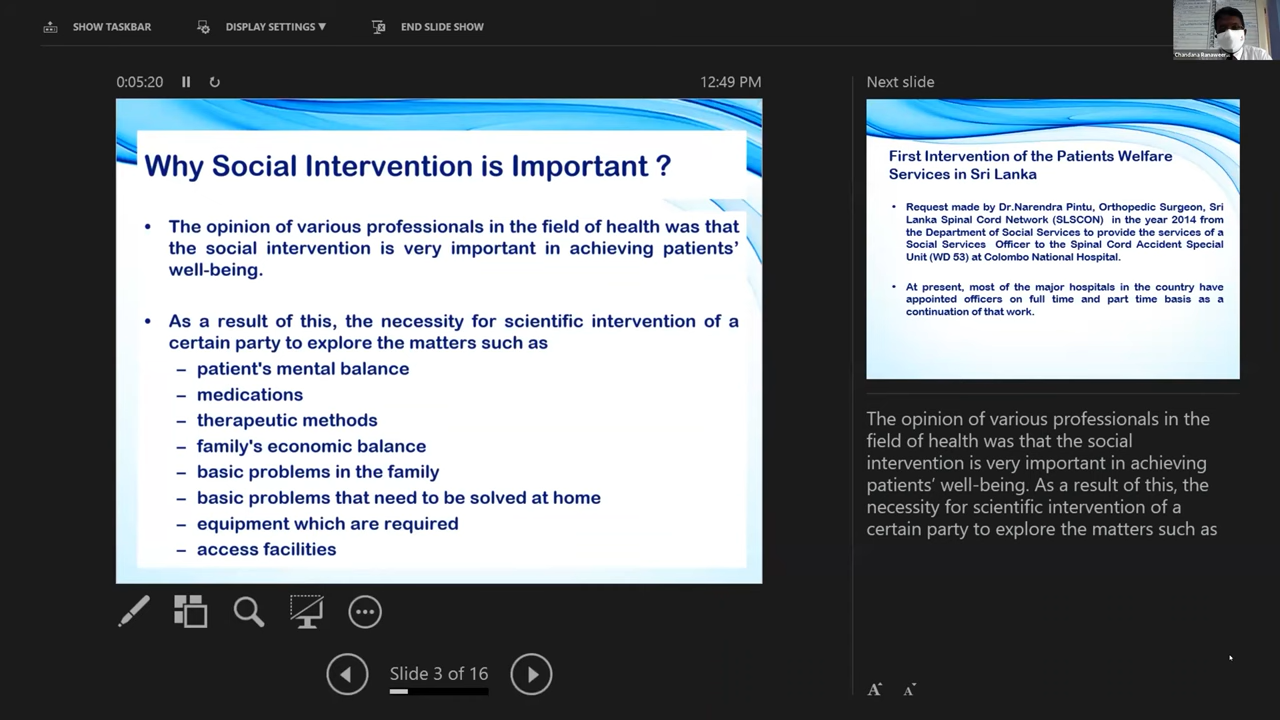 SHOW TASKBAR
DISPLAY SETTINGS ▼
END SLIDE SHOW
0:05:20
12:49 PM
Why Social Intervention is Important ?
• The opinion of various professionals in the field of health was that
the social intervention is very important in achieving patients’
well-being.
• As a result of this, the necessity for scientific intervention of a
certain party to explore the matters such as
– patient's mental balance
– medications
– therapeutic methods
– family's economic balance
– basic problems in the family
– basic problems that need to be solved at home
– equipment which are required
– access facilities
Slide 3 of 16
Next slide
First Intervention of the Patients Welfare
Services in Sri Lanka
• Request made by Dr.Narendra Pintu, Orthopedic Surgeon, Sri
Lanka Spinal Cord Network (SLSCON) in the year 2014 from
the Department of Social Services to provide the services of a
Social Services Officer to the Spinal Cord Accident Special
Unit (WD 53) at Colombo National Hospital.
• At present, most of the major hospitals in the country have
appointed officers on full time and part time basis as a
continuation of that work.
The opinion of various professionals in the
field of health was that the social
intervention is very important in achieving
patients’ well-being. As a result of this, the
necessity for scientific intervention of a
certain party to explore the matters such as
A A
Chandana Ranaweer...